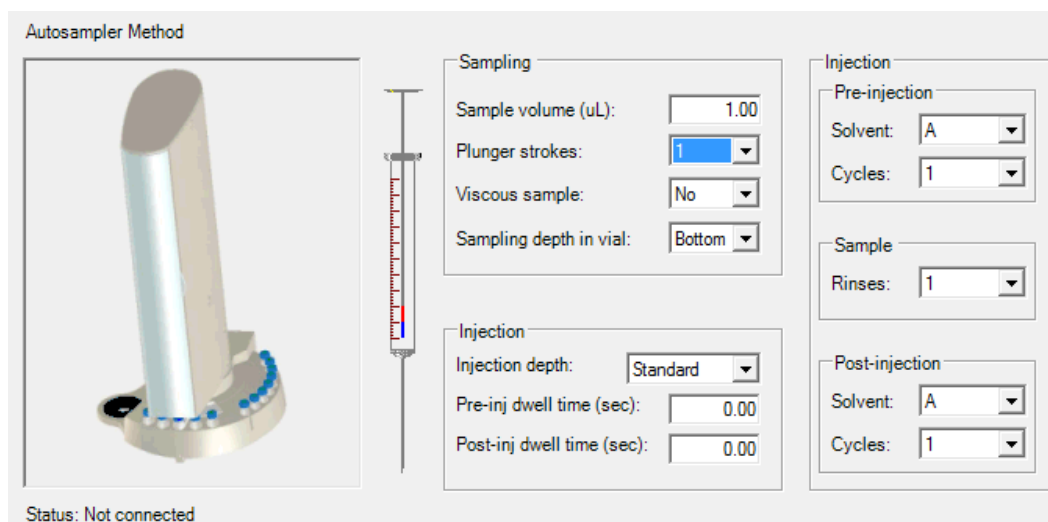 Autosampler Method
Sampling
Sample volume (uL): 1.00
Plunger strokes: 1
Viscous sample: No
Sampling depth in vial: Bottom
Injection
Injection depth: Standard
Pre-inj dwell time (sec): 0.00
Post-inj dwell time (sec): 0.00
Injection
Pre-injection
Solvent: A
Cycles: 1
Sample
Rinses: 1
Post-injection
Solvent: A
Cycles: 1
Status: Not connected